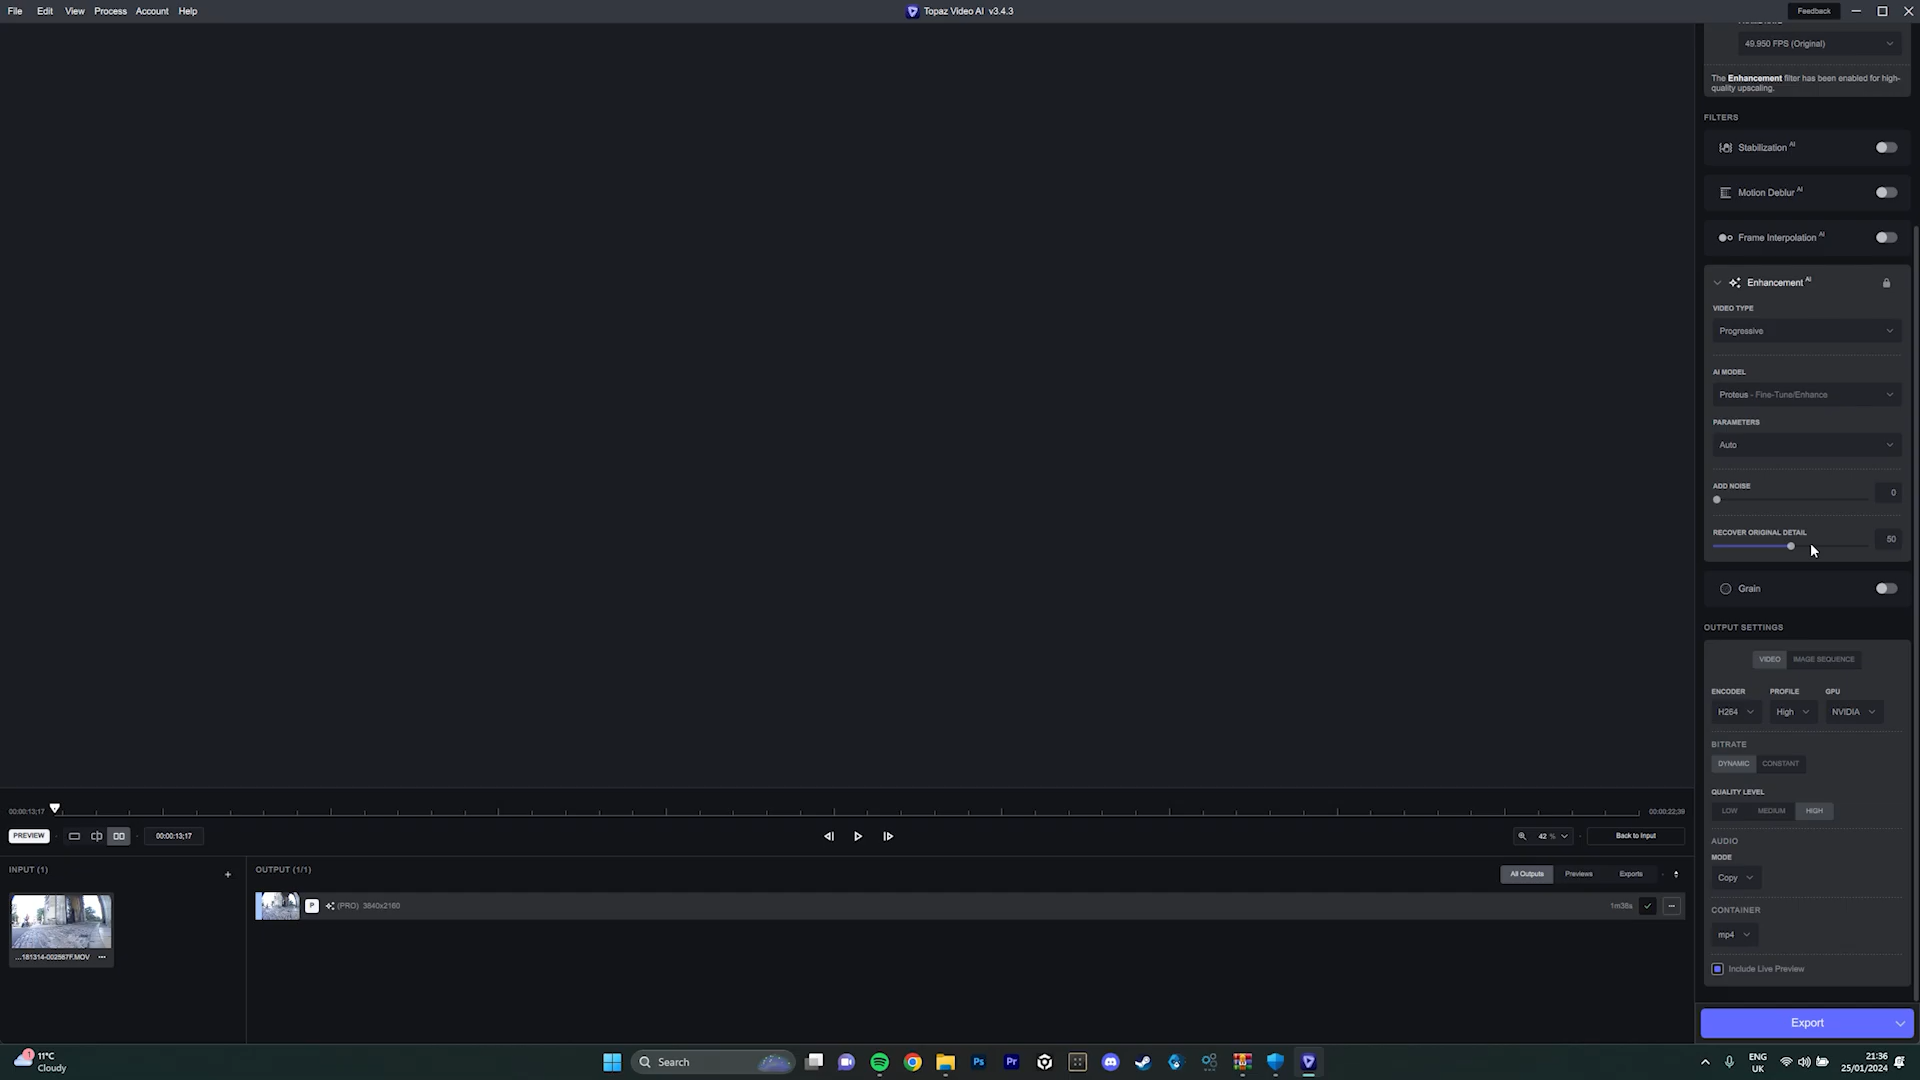 File Edit View Process Account Help
Topaz Video AI v3.4.3
Feedback
49.950 FPS (Original)
The Enhancement filter has been enabled for high-
quality upscaling.
FILTERS
Stabilization AI
Motion Deblur AI
Frame Interpolation AI
Enhancement AI
VIDEO TYPE
Progressive
AI MODEL
Proteus - Fine-Tune/Enhance
PARAMETERS
Auto
ADD NOISE
0
RECOVER ORIGINAL DETAIL
50
Grain
OUTPUT SETTINGS
VIDEO IMAGE SEQUENCE
ENCODER PROFILE GPU
H264 High NVIDIA
BITRATE
DYNAMIC CONSTANT
QUALITY LEVEL
LOW MEDIUM HIGH
AUDIO
MODE
Copy
CONTAINER
mp4
Include Live Preview
Export
00:00:13;17
00:00:22;39
PREVIEW
00:00:13;17
42 %
Back to Input
INPUT (1)
+
OUTPUT (1/1)
All Outputs Previews Exports
...181314-002567F.MOV
P (PRO) 3840x2160
1m38s
1
11°C
Cloudy
Search
Ps
Pr
ENG
UK
21:36
25/01/2024